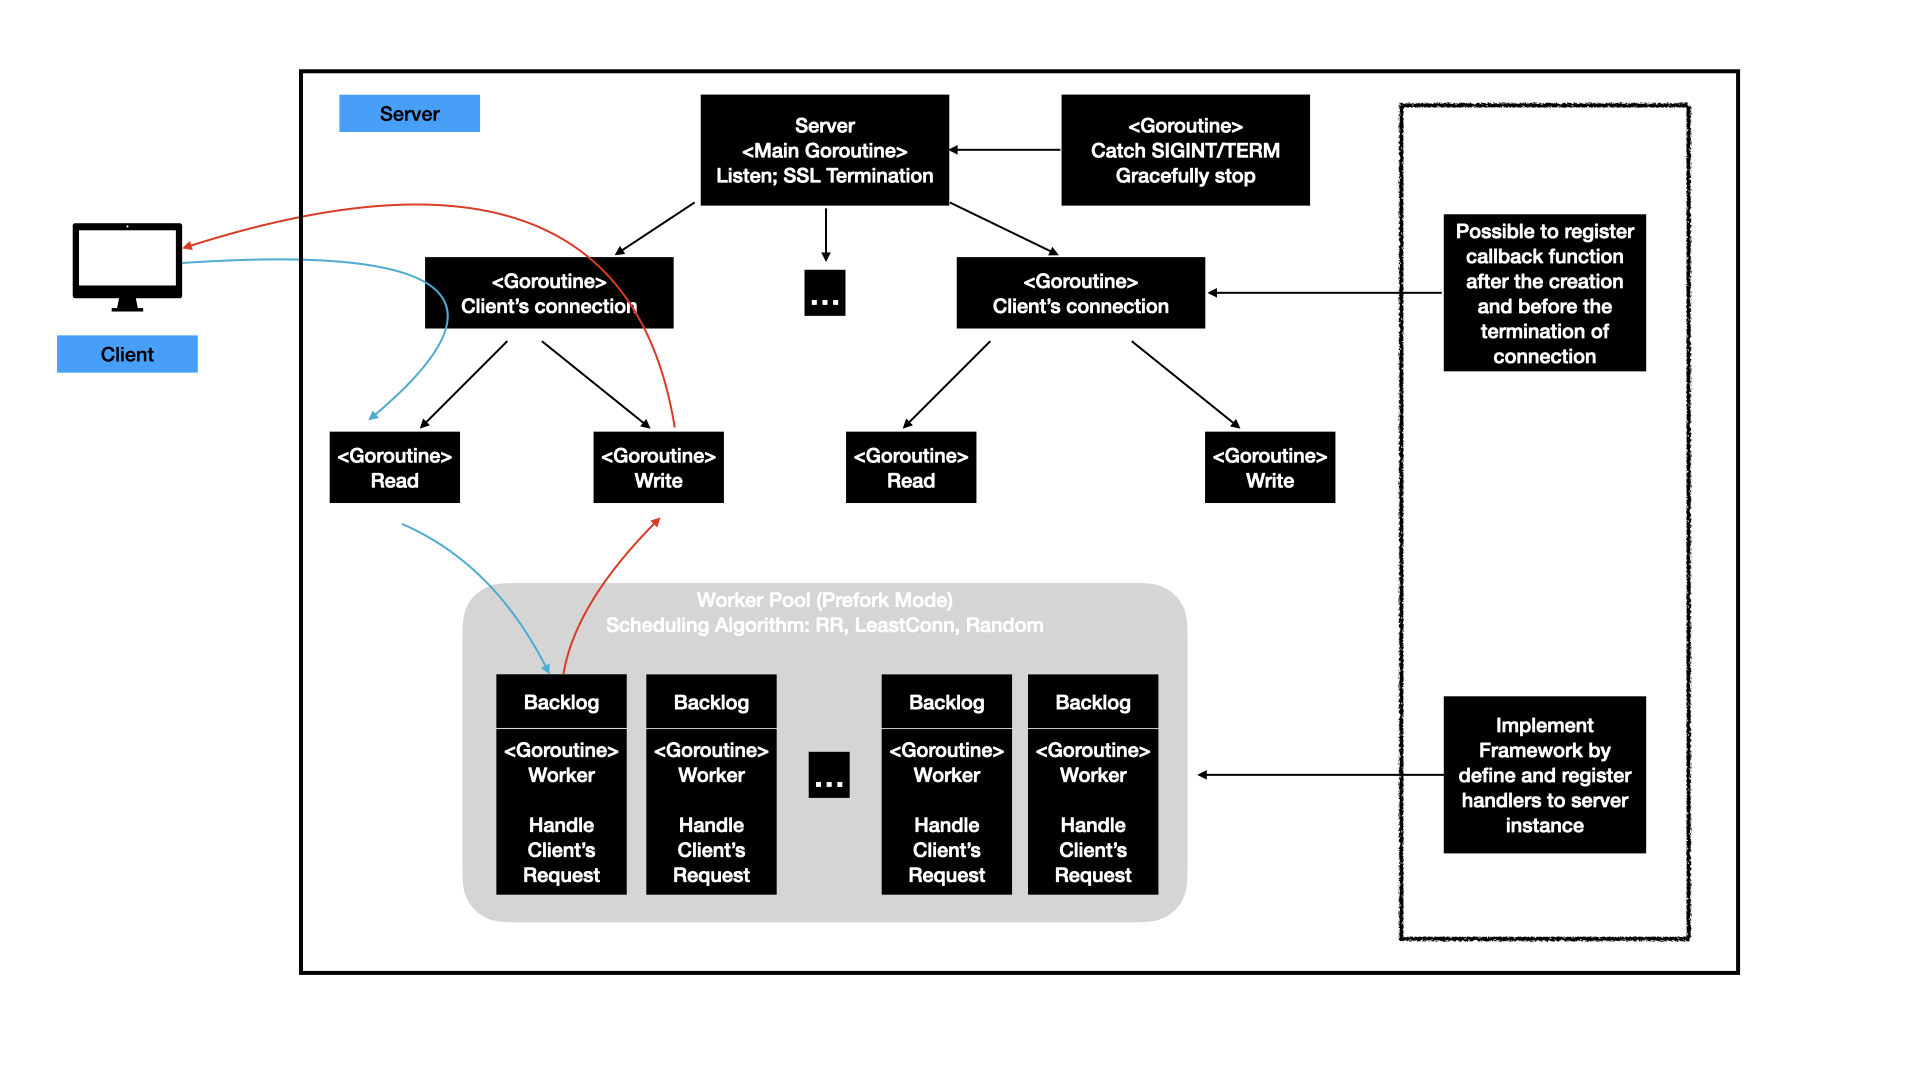 Server
Server
<Main Goroutine>
Listen; SSL Termination
<Goroutine>
Catch SIGINT/TERM
Gracefully stop
Client
<Goroutine>
Client's connection
...
<Goroutine>
Client's connection
Possible to register
callback function
after the creation
and before the
termination of
connection
<Goroutine>
Read
<Goroutine>
Write
<Goroutine>
Read
<Goroutine>
Write
Worker Pool (Prefork Mode)
Scheduling Algorithm: RR, LeastConn, Random
Backlog
<Goroutine>
Worker
Handle
Client's
Request
Backlog
<Goroutine>
Worker
Handle
Client's
Request
...
Backlog
<Goroutine>
Worker
Handle
Client's
Request
Backlog
<Goroutine>
Worker
Handle
Client's
Request
Implement
Framework by
define and register
handlers to server
instance